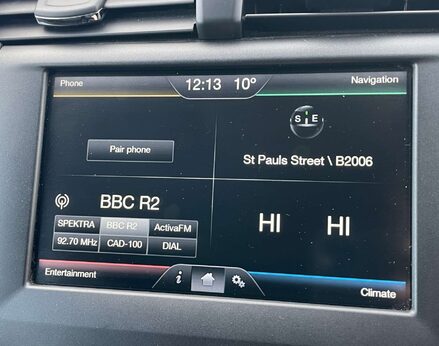 Phone
12:13 10°
Navigation
Pair phone
S E
St Pauls Street \ B2006
BBC R2
SPEKTRA BBC R2 ActivaFM
92.70 MHz CAD-100 DIAL
HI HI
Entertainment
i
Climate